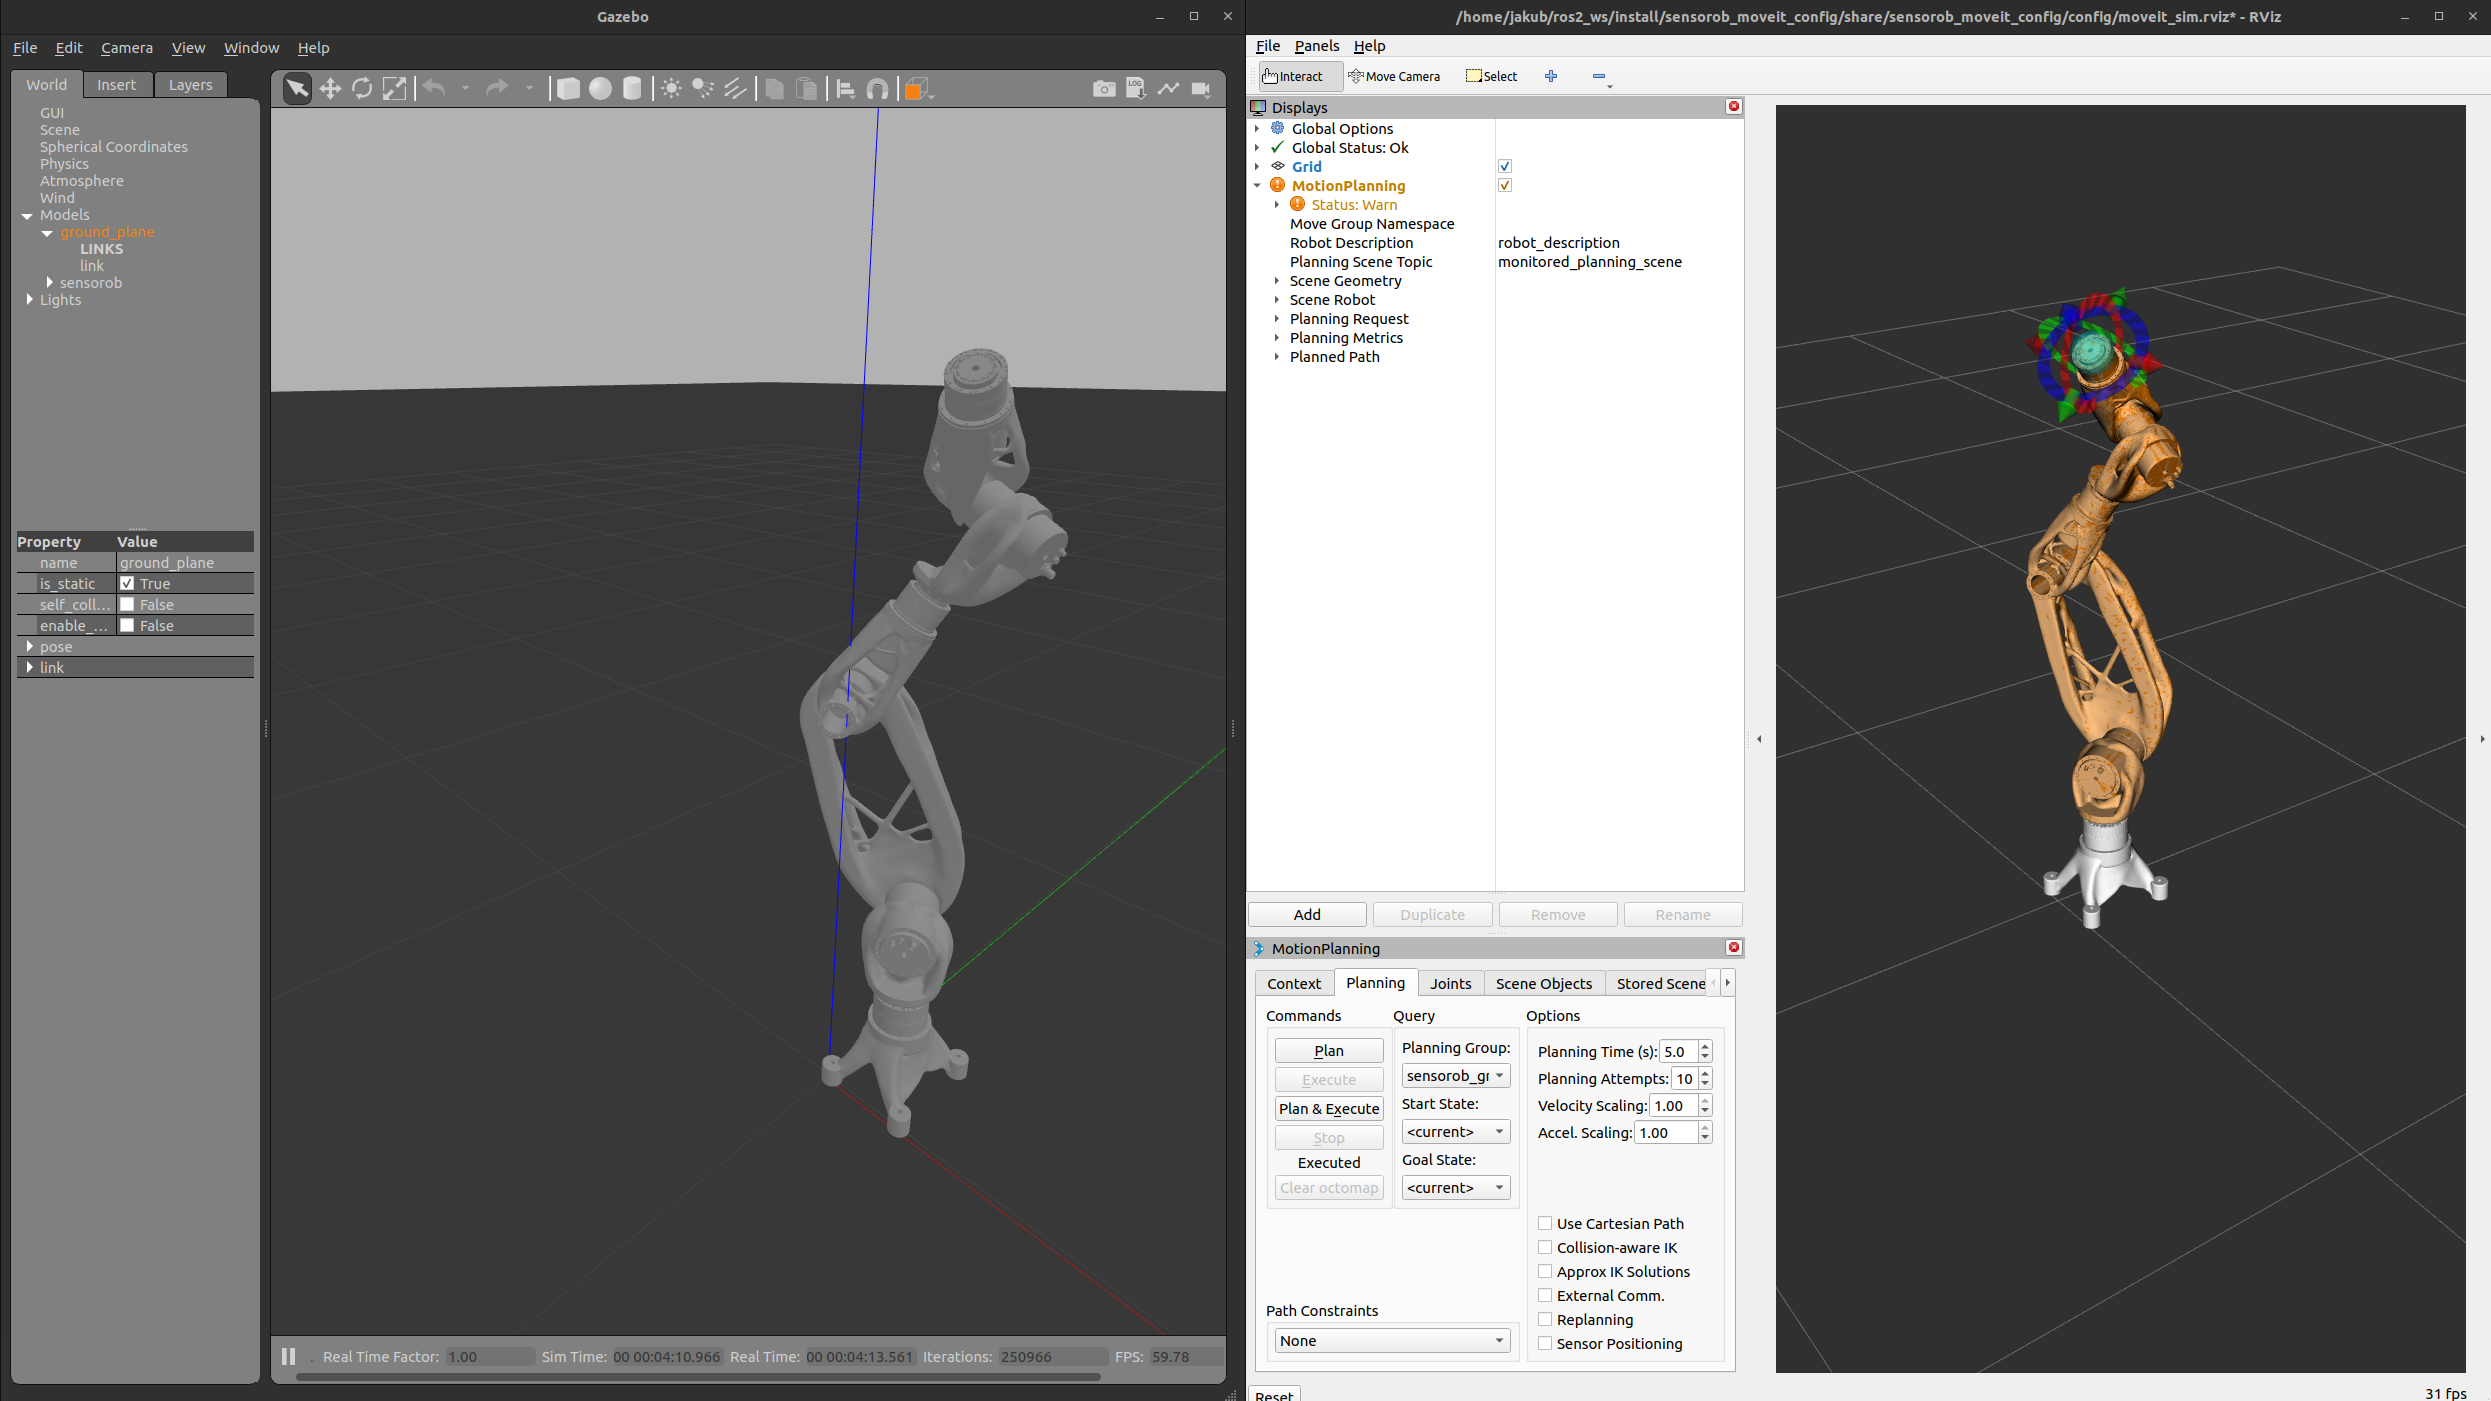 Gazebo
File Edit Camera View Window Help
World Insert Layers
GUI
Scene
Spherical Coordinates
Physics
Atmosphere
Wind
Models
ground_plane
LINKS
link
sensorob
Lights
Property Value
name ground_plane
is_static True
self_coll... False
enable_... False
pose
link
LOG
Real Time Factor: 1.00 Sim Time: 00 00:04:10.966 Real Time: 00 00:04:13.561 Iterations: 250966 FPS: 59.78
/home/jakub/ros2_ws/install/sensorob_moveit_config/share/sensorob_moveit_config/config/moveit_sim.rviz* - RViz
File Panels Help
Interact Move Camera Select
Displays
Global Options
Global Status: Ok
Grid
MotionPlanning
Status: Warn
Move Group Namespace
Robot Description robot_description
Planning Scene Topic monitored_planning_scene
Scene Geometry
Scene Robot
Planning Request
Planning Metrics
Planned Path
Add Duplicate Remove Rename
MotionPlanning
Context Planning Joints Scene Objects Stored Scene
Commands Query Options
Plan
Execute
Plan & Execute
Stop
Executed
Clear octomap
Planning Group:
sensorob_gr
Start State:
<current>
Goal State:
<current>
Planning Time (s): 5.0
Planning Attempts: 10
Velocity Scaling: 1.00
Accel. Scaling: 1.00
Use Cartesian Path
Collision-aware IK
Approx IK Solutions
External Comm.
Replanning
Sensor Positioning
Path Constraints
None
Reset
31 fps